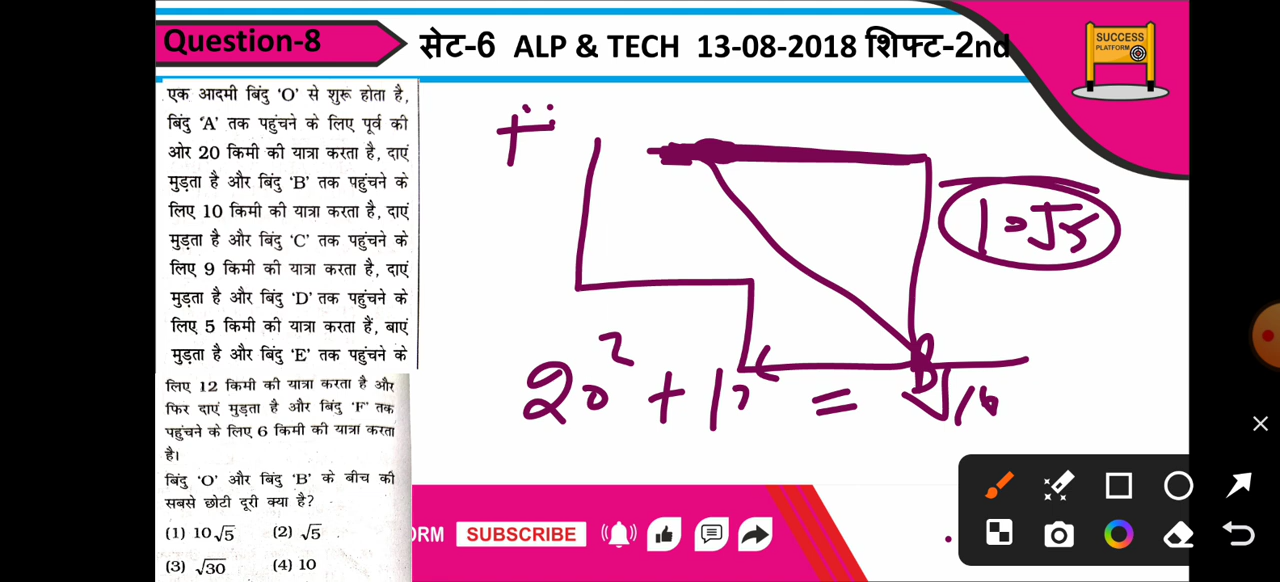 Question-8
सेट-6 ALP & TECH 13-08-2018 शिफ्ट-2nd
SUCCESS
PLATFORM
एक आदमी बिंदु 'O' से शुरू होता है,
बिंदु 'A' तक पहुंचने के लिए पूर्व की
ओर 20 किमी की यात्रा करता है, दाएं
मुड़ता है और बिंदु 'B' तक पहुंचने के
लिए 10 किमी की यात्रा करता है, दाएं
मुड़ता है और बिंदु 'C' तक पहुंचने के
लिए 9 किमी की यात्रा करता है, दाएं
मुड़ता है और बिंदु 'D' तक पहुंचने के
लिए 5 किमी की यात्रा करता हैं, बाएं
मुड़ता है और बिंदु 'E' तक पहुंचने के
लिए 12 किमी की यात्रा करता है और
फिर दाएं मुड़ता है और बिंदु 'F' तक
पहुंचने के लिए 6 किमी की यात्रा करता
है।
बिंदु 'O' और बिंदु 'B' के बीच की
सबसे छोटी दूरी क्या है?
(1) 10√5 (2) √5
(3) √30 (4) 10
20² + 1 = √
ORM SUBSCRIBE